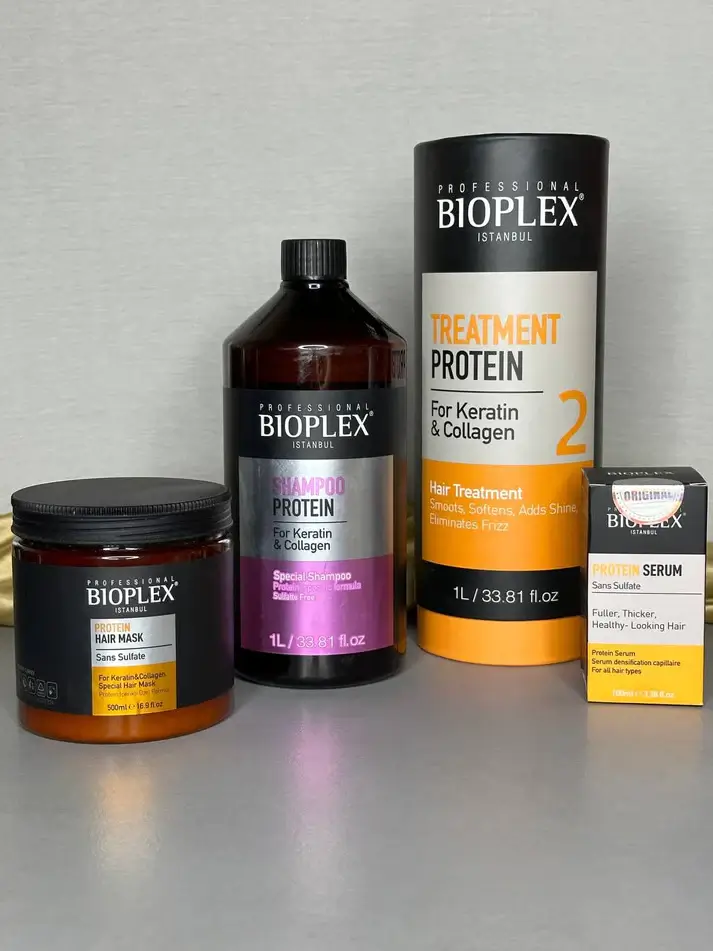 PROFESSIONAL
BIOPLEX®
ISTANBUL
PROTEIN
HAIR MASK
Sans Sulfate
For Keratin&Collagen
Special Hair Mask
500ml / 16.9 fl.oz
PROFESSIONAL
BIOPLEX®
ISTANBUL
SHAMPOO
PROTEIN
For Keratin
& Collagen
Special Shampoo
formula
Sulfate Free
1L / 33.81 fl.oz
PROFESSIONAL
BIOPLEX®
ISTANBUL
TREATMENT
PROTEIN
For Keratin
& Collagen
2
Hair Treatment
Smoots, Softens, Adds Shine,
Eliminates Frizz
1L / 33.81 fl.oz
BIOPLEX
ORIGINAL
BIOPLEX
ISTANBUL
PROTEIN SERUM
Sans Sulfate
Fuller, Thicker,
Healthy- Looking Hair
Protein Serum
Serum densification capillaire
For all hair types